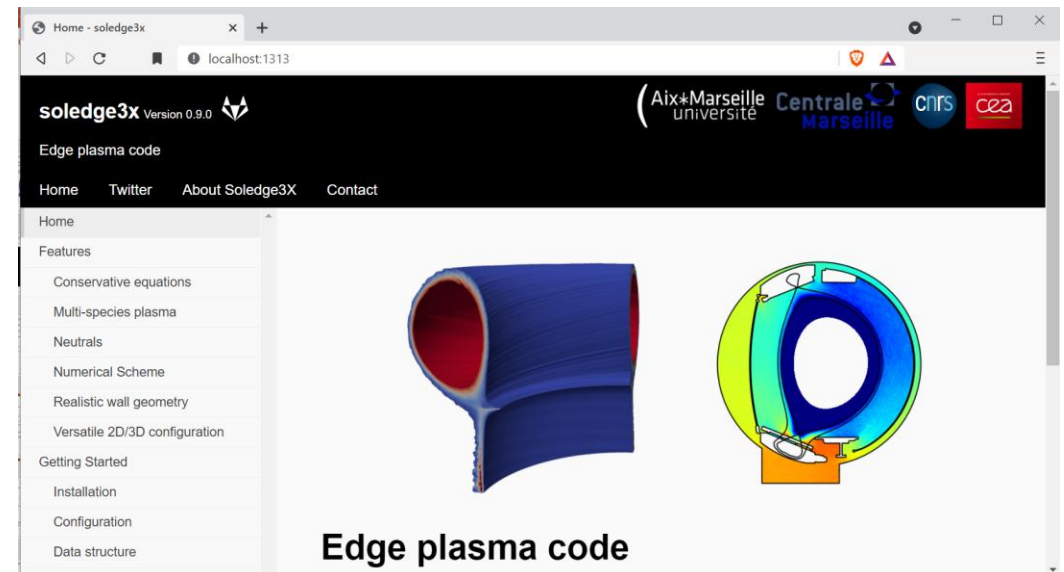 Home - soledge3x
localhost:1313
soledge3x Version 0.9.0
Edge plasma code
Aix*Marseille
université
Centrale
Marseille
cnrs
cea
Home Twitter About Soledge3X Contact
Home
Features
Conservative equations
Multi-species plasma
Neutrals
Numerical Scheme
Realistic wall geometry
Versatile 2D/3D configuration
Getting Started
Installation
Configuration
Data structure
Edge plasma code